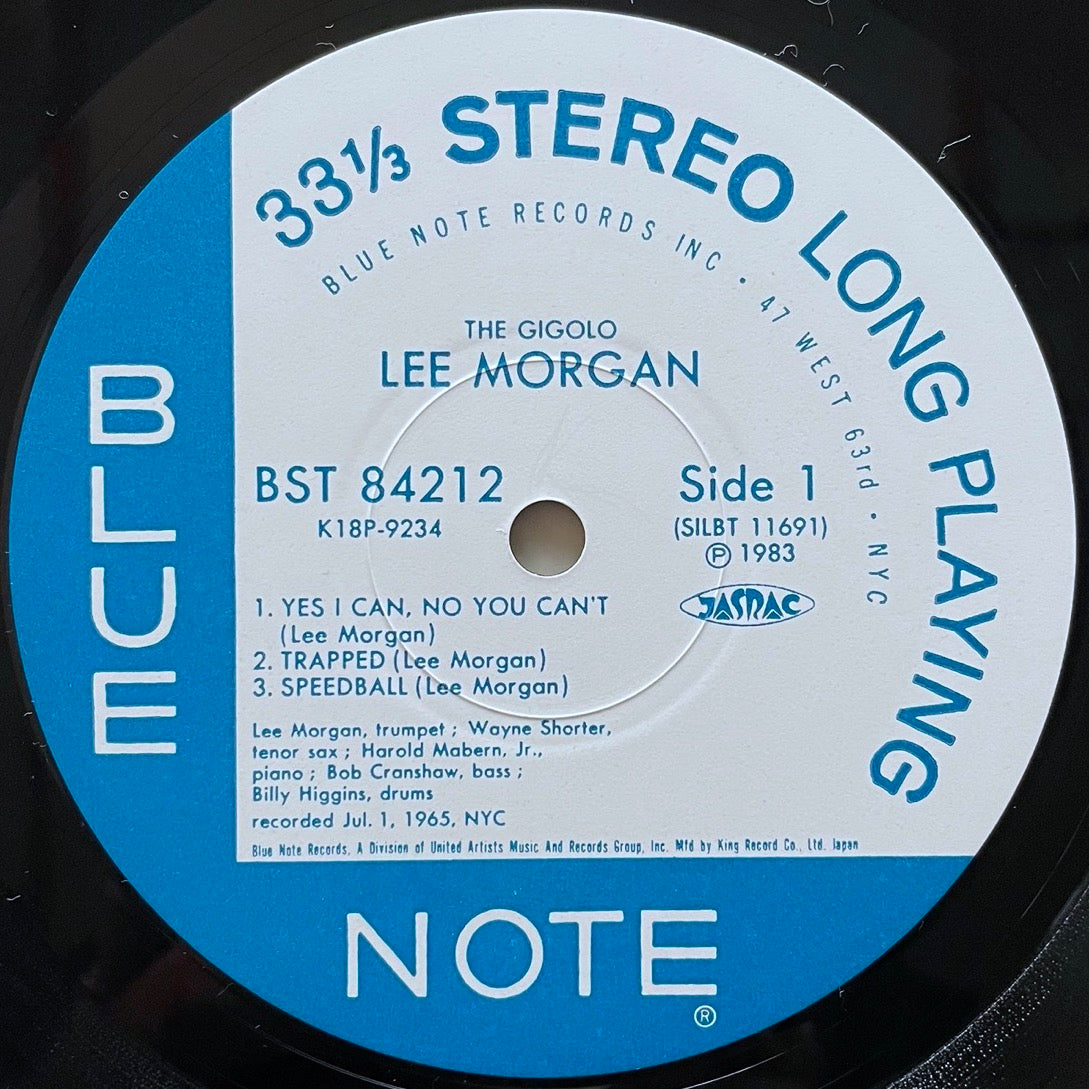 33⅓ STEREO LONG PLAYING
BLUE NOTE RECORDS INC · 47 WEST 63rd · NYC
THE GIGOLO
LEE MORGAN
BST 84212
K18P-9234
Side 1
(SILBT 11691)
Ⓟ 1983
JASRAC
1. YES I CAN, NO YOU CAN'T
(Lee Morgan)
2. TRAPPED (Lee Morgan)
3. SPEEDBALL (Lee Morgan)
Lee Morgan, trumpet ; Wayne Shorter,
tenor sax ; Harold Mabern, Jr.,
piano ; Bob Cranshaw, bass ;
Billy Higgins, drums
recorded Jul. 1, 1965, NYC
Blue Note Records, A Division of United Artists Music And Records Group, Inc. Mfd by King Record Co., Ltd. Japan
BLUE
NOTE
®